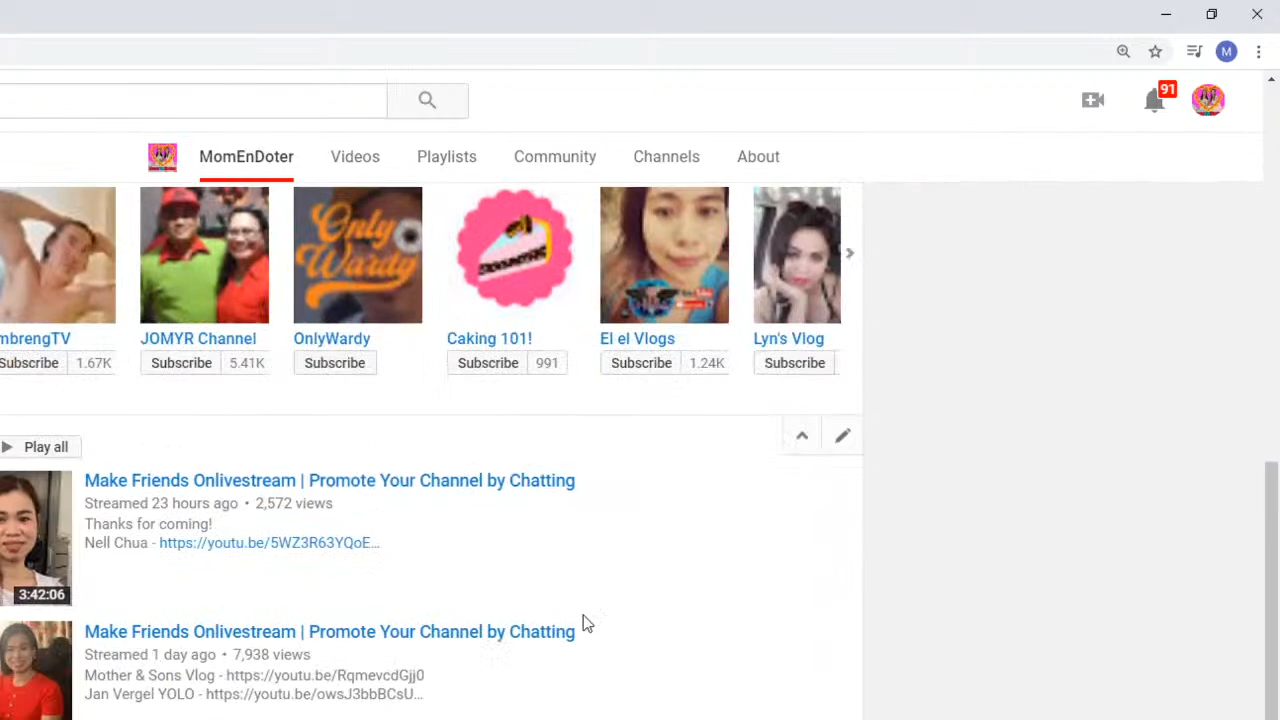 M
91
MomEnDoter Videos Playlists Community Channels About
Only
Wardy
mbrengTV JOMYR Channel OnlyWardy Caking 101! El el Vlogs Lyn's Vlog
Subscribe 1.67K Subscribe 5.41K Subscribe Subscribe 991 Subscribe 1.24K Subscribe
Play all
Make Friends Onlivestream | Promote Your Channel by Chatting
Streamed 23 hours ago • 2,572 views
Thanks for coming!
Nell Chua - https://youtu.be/5WZ3R63YQoE...
3:42:06
Make Friends Onlivestream | Promote Your Channel by Chatting
Streamed 1 day ago • 7,938 views
Mother & Sons Vlog - https://youtu.be/RqmevcdGjj0
Jan Vergel YOLO - https://youtu.be/owsJ3bbBCsU...